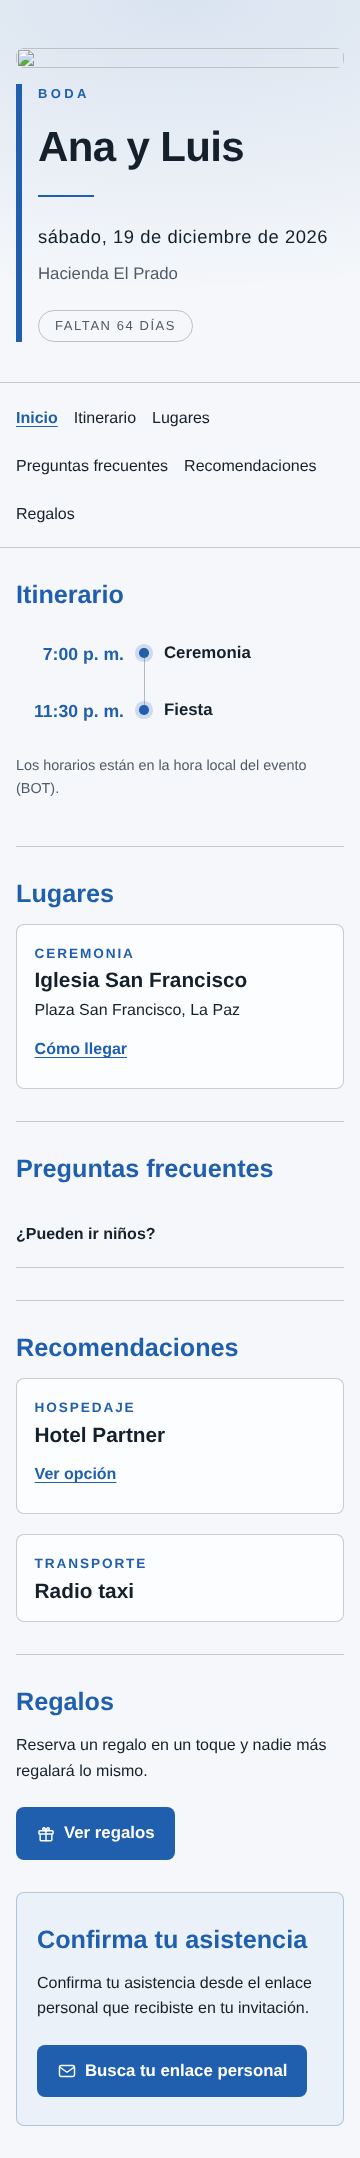 BODA
Ana y Luis
sábado, 19 de diciembre de 2026
Hacienda El Prado
FALTAN 64 DÍAS
Inicio Itinerario Lugares
Preguntas frecuentes Recomendaciones
Regalos
Itinerario
7:00 p. m. Ceremonia
11:30 p. m. Fiesta
Los horarios están en la hora local del evento
(BOT).
Lugares
CEREMONIA
Iglesia San Francisco
Plaza San Francisco, La Paz
Cómo llegar
Preguntas frecuentes
¿Pueden ir niños?
Recomendaciones
HOSPEDAJE
Hotel Partner
Ver opción
TRANSPORTE
Radio taxi
Regalos
Reserva un regalo en un toque y nadie más
regalará lo mismo.
Ver regalos
Confirma tu asistencia
Confirma tu asistencia desde el enlace
personal que recibiste en tu invitación.
Busca tu enlace personal